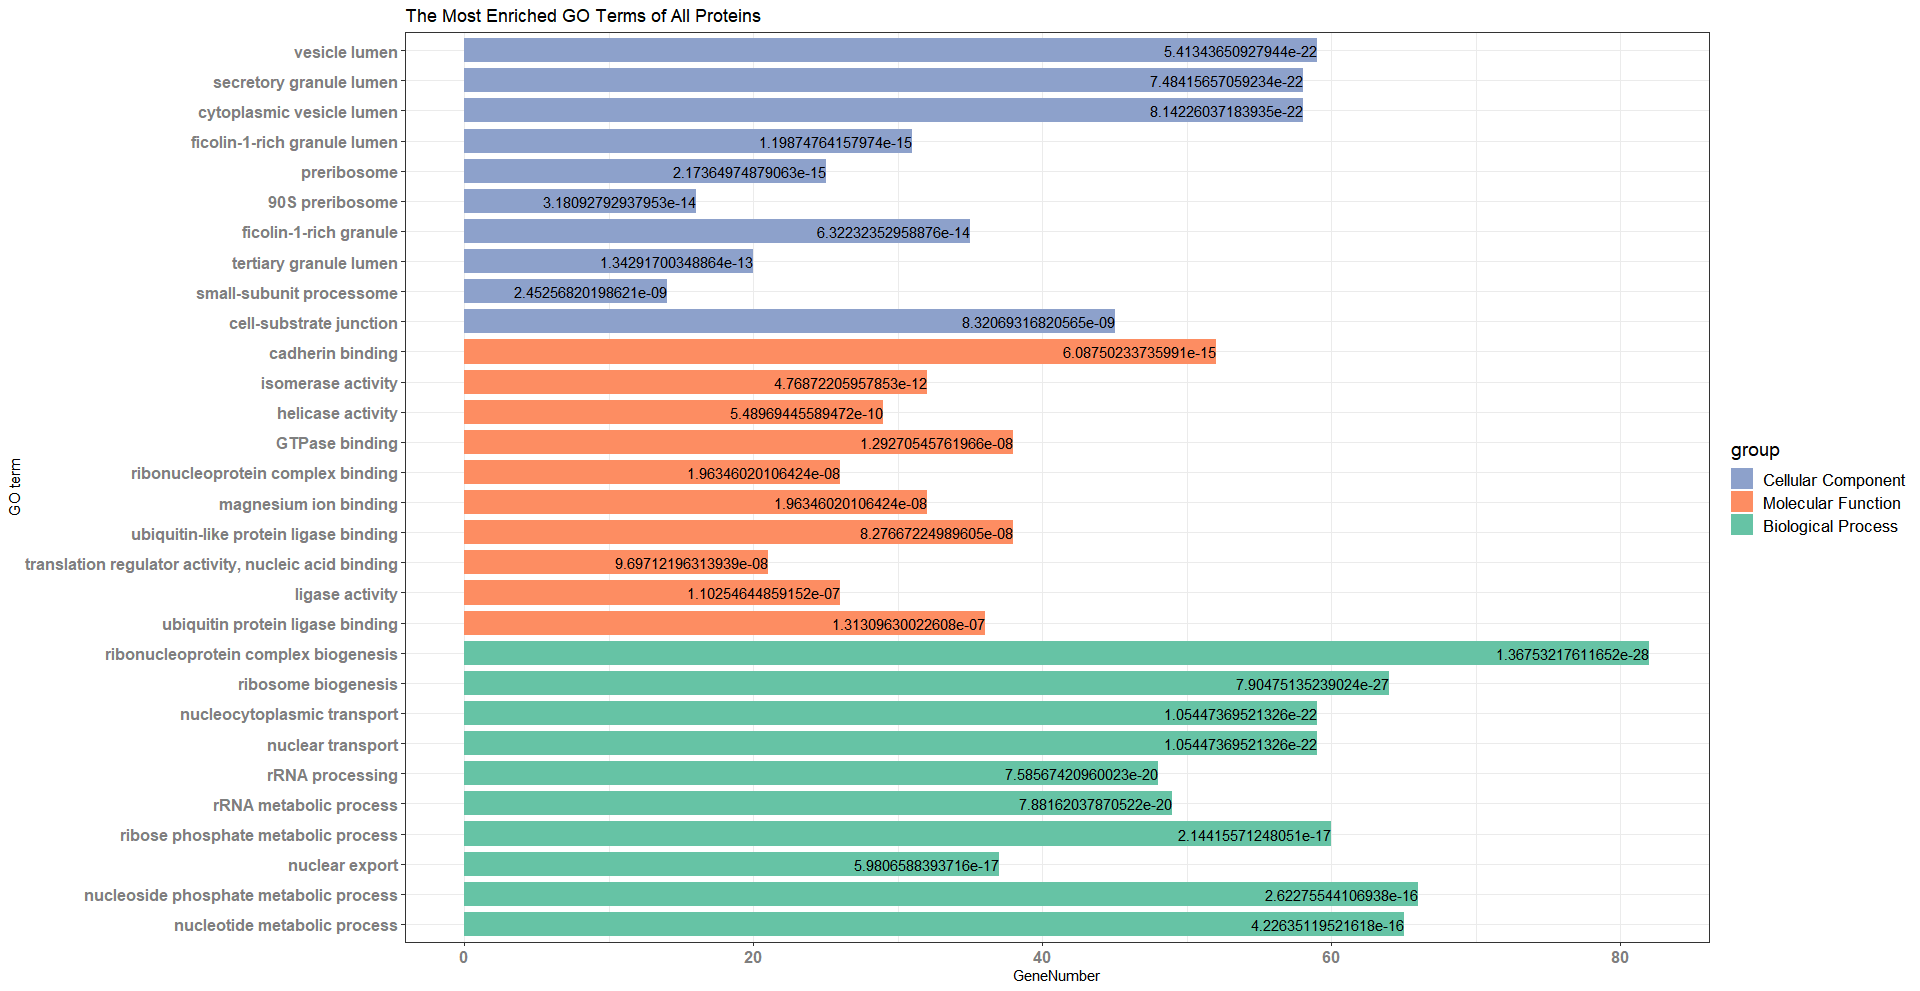 The Most Enriched GO Terms of All Proteins
vesicle lumen 5.41343650927944e-22
secretory granule lumen 7.48415657059234e-22
cytoplasmic vesicle lumen 8.14226037183935e-22
ficolin-1-rich granule lumen 1.19874764157974e-15
preribosome 2.17364974879063e-15
90S preribosome 3.18092792937953e-14
ficolin-1-rich granule 6.32232352958876e-14
tertiary granule lumen 1.34291700348864e-13
small-subunit processome 2.45256820198621e-09
cell-substrate junction 8.32069316820565e-09
cadherin binding 6.08750233735991e-15
isomerase activity 4.76872205957853e-12
helicase activity 5.48969445589472e-10
GTPase binding 1.29270545761966e-08
ribonucleoprotein complex binding 1.96346020106424e-08
magnesium ion binding 1.96346020106424e-08
ubiquitin-like protein ligase binding 8.27667224989605e-08
translation regulator activity, nucleic acid binding 9.69712196313939e-08
ligase activity 1.10254644859152e-07
ubiquitin protein ligase binding 1.31309630022608e-07
ribonucleoprotein complex biogenesis 1.36753217611652e-28
ribosome biogenesis 7.90475135239024e-27
nucleocytoplasmic transport 1.05447369521326e-22
nuclear transport 1.05447369521326e-22
rRNA processing 7.58567420960023e-20
rRNA metabolic process 7.88162037870522e-20
ribose phosphate metabolic process 2.14415571248051e-17
nuclear export 5.9806588393716e-17
nucleoside phosphate metabolic process 2.62275544106938e-16
nucleotide metabolic process 4.22635119521618e-16
0 20 40 60 80
GeneNumber
GO term
group
Cellular Component
Molecular Function
Biological Process